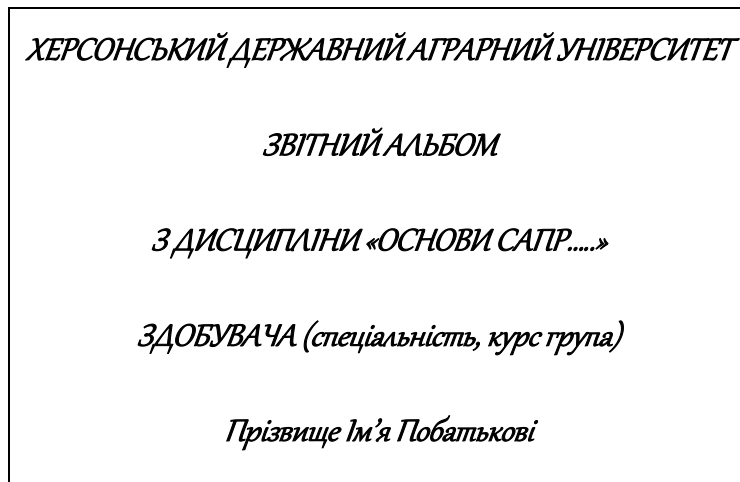 ХЕРСОНСЬКИЙ ДЕРЖАВНИЙ АГРАРНИЙ УНІВЕРСИТЕТ
ЗВІТНИЙ АЛЬБОМ
З ДИСЦИПЛІНИ «ОСНОВИ САПР.....»
ЗДОБУВАЧА (спеціальність, курс група)
Прізвище Ім’я Побатькові